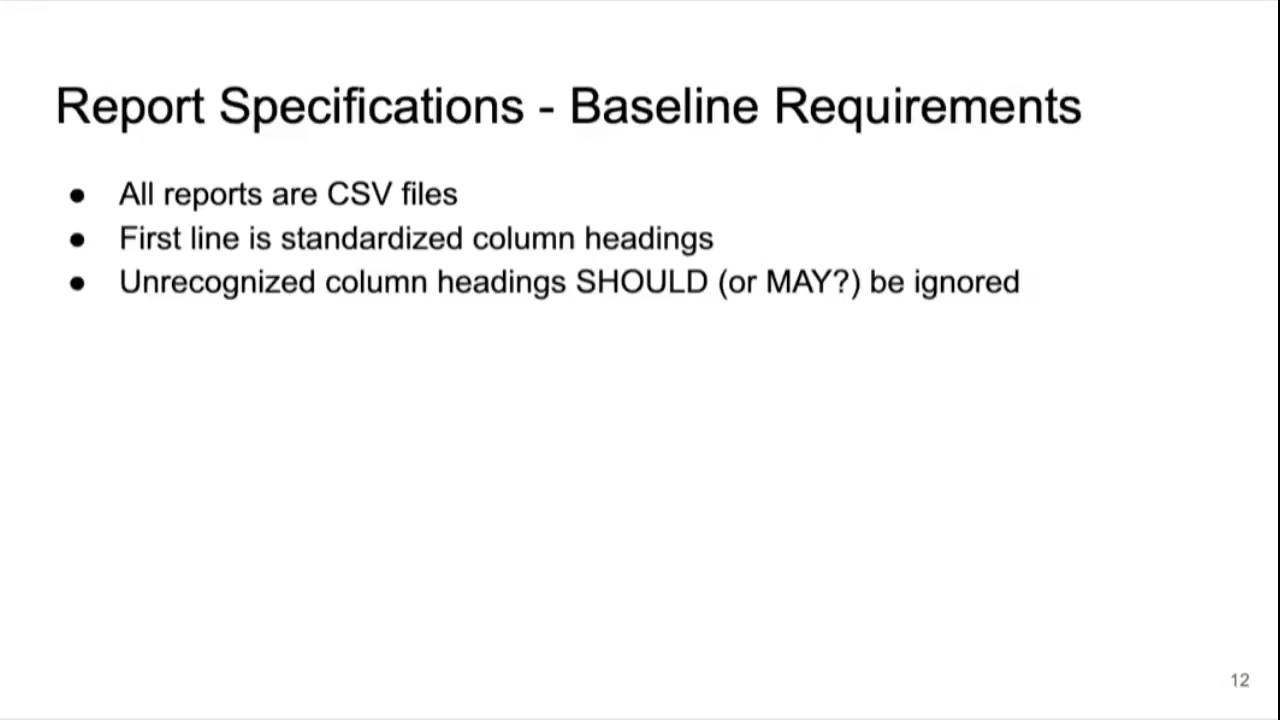 Report Specifications - Baseline Requirements
● All reports are CSV files
● First line is standardized column headings
● Unrecognized column headings SHOULD (or MAY?) be ignored
12